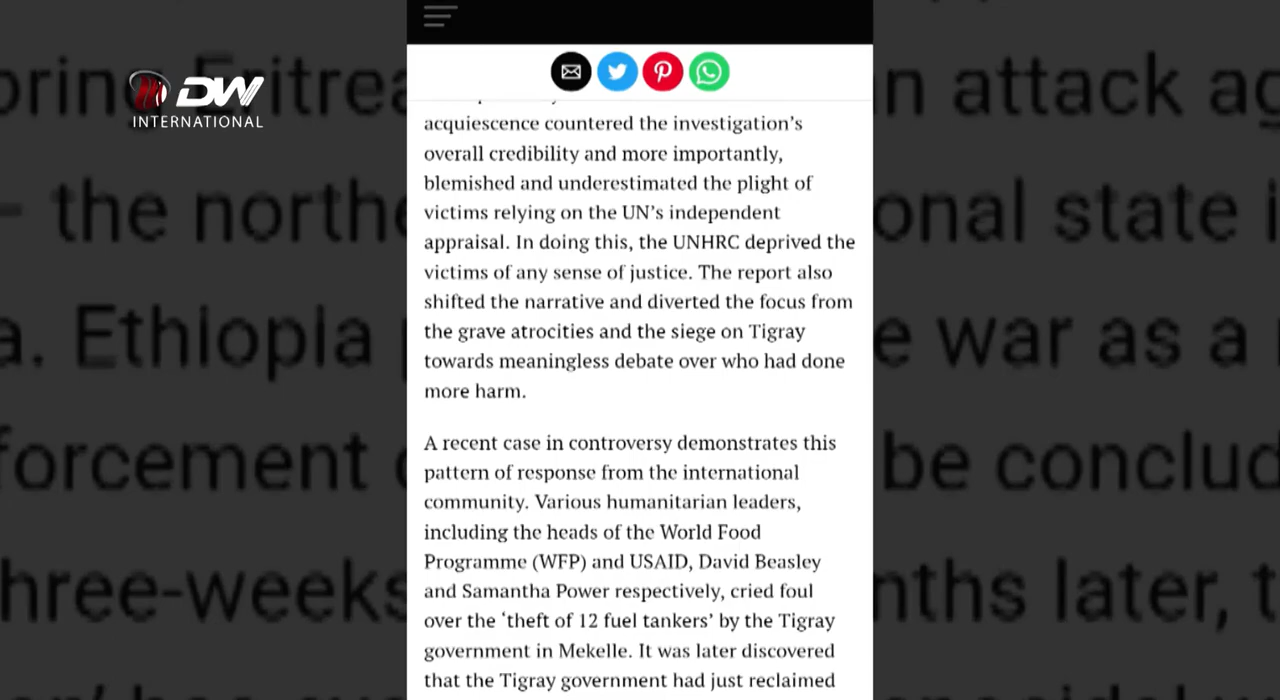 DW
INTERNATIONAL
acquiescence countered the investigation's
overall credibility and more importantly,
blemished and underestimated the plight of
victims relying on the UN's independent
appraisal. In doing this, the UNHRC deprived the
victims of any sense of justice. The report also
shifted the narrative and diverted the focus from
the grave atrocities and the siege on Tigray
towards meaningless debate over who had done
more harm.
A recent case in controversy demonstrates this
pattern of response from the international
community. Various humanitarian leaders,
including the heads of the World Food
Programme (WFP) and USAID, David Beasley
and Samantha Power respectively, cried foul
over the 'theft of 12 fuel tankers' by the Tigray
government in Mekelle. It was later discovered
that the Tigray government had just reclaimed
oring Eritrea
n attack ag
– the northe
onal state i
a. Ethiopia
e war as a
forcement
be conclud
hree-weeks
nths later, t